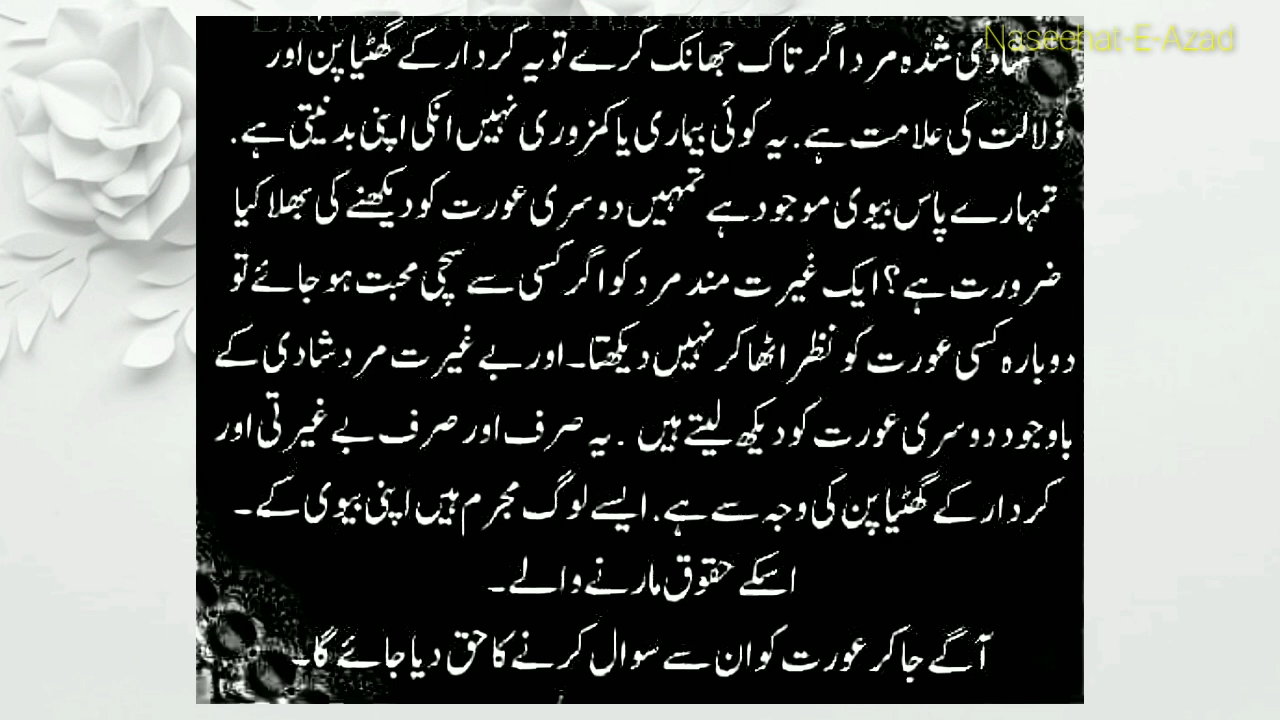 Naseehat-E-Azad
شادی شدہ مرد اگر تاک جھانک کرے تو یہ کردار کے گھٹیا پن اور
ذلالت کی علامت ہے. یہ کوئی بیماری یا کمزوری نہیں انکی اپنی بدنیتی ہے.
تمہارے پاس بیوی موجود ہے تمہیں دوسری عورت کو دیکھنے کی بھلا کیا
ضرورت ہے؟ ایک غیرت مند مرد کو اگر کسی سے سچی محبت ہو جائے تو
دوبارہ کسی عورت کو نظر اٹھا کر نہیں دیکھتا۔ اور بے غیرت مرد شادی کے
باوجود دوسری عورت کو دیکھ لیتے ہیں . یہ صرف اور صرف بے غیرتی اور
کردار کے گھٹیا پن کی وجہ سے ہے. ایسے لوگ مجرم ہیں اپنی بیوی کے۔
اسکے حقوق مارنے والے۔
آگے جا کر عورت کو ان سے سوال کرنے کا حق دیا جائے گا۔